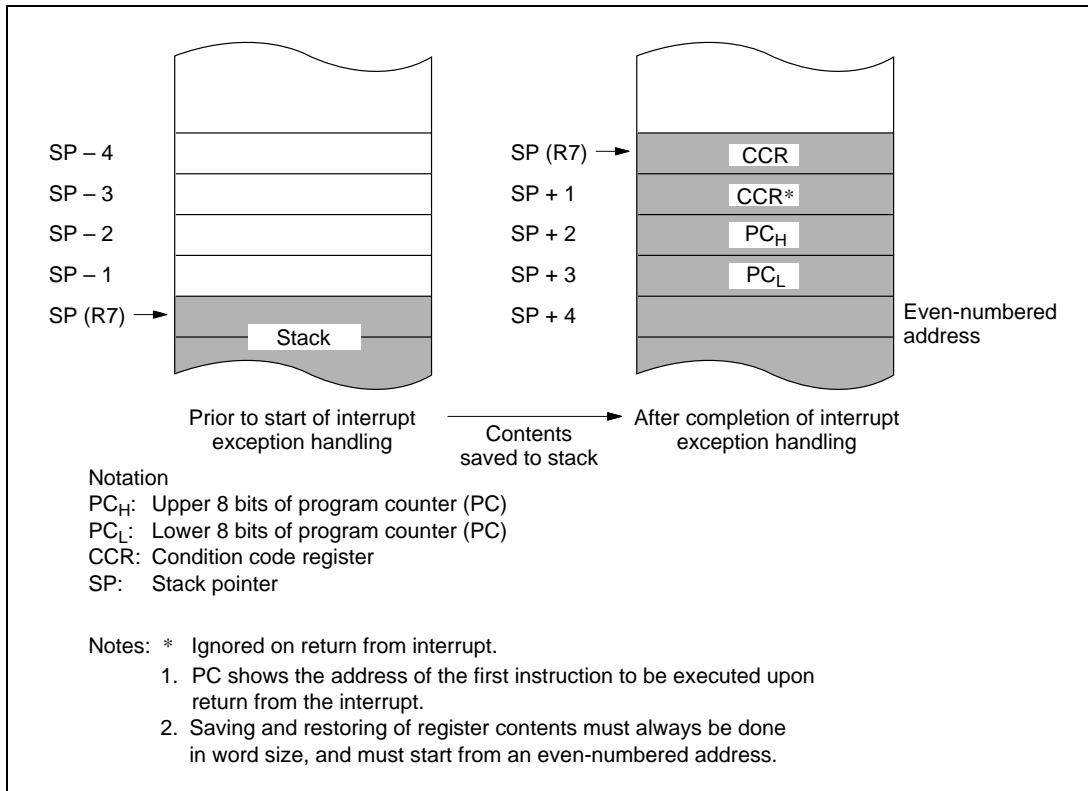 SP – 4
SP – 3
SP – 2
SP – 1
SP (R7)
Stack
SP (R7)
SP + 1
SP + 2
SP + 3
SP + 4
CCR
CCR*
PCH
PCL
Even-numbered
address
Prior to start of interrupt
exception handling
Contents
saved to stack
After completion of interrupt
exception handling
Notation
PCH: Upper 8 bits of program counter (PC)
PCL: Lower 8 bits of program counter (PC)
CCR: Condition code register
SP: Stack pointer
Notes: * Ignored on return from interrupt.
1. PC shows the address of the first instruction to be executed upon
return from the interrupt.
2. Saving and restoring of register contents must always be done
in word size, and must start from an even-numbered address.